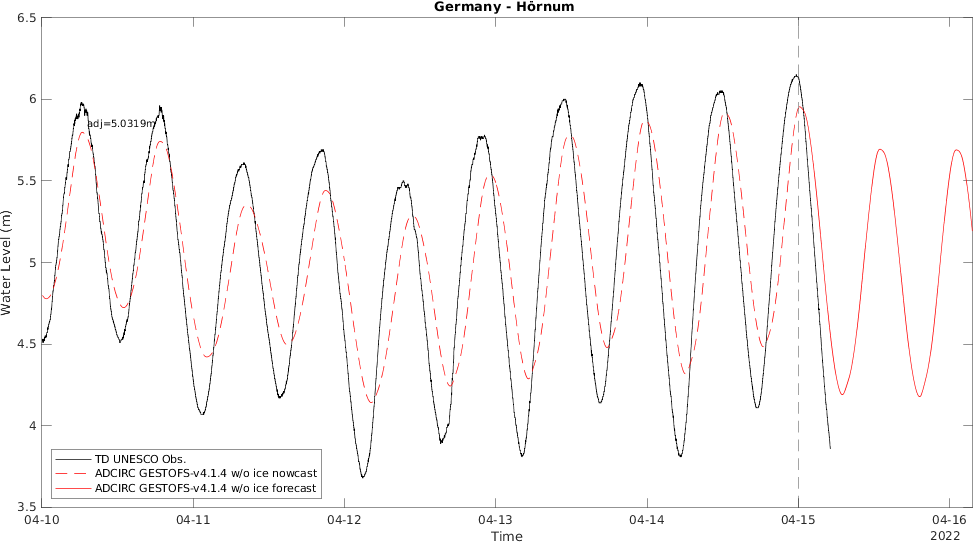 Germany - Hörnum
6.5
6
5.5
5
4.5
4
3.5
Water Level (m)
adj=5.0319m
TD UNESCO Obs.
ADCIRC GESTOFS-v4.1.4 w/o ice nowcast
ADCIRC GESTOFS-v4.1.4 w/o ice forecast
04-10
04-11
04-12
04-13
04-14
04-15
04-16
Time
2022